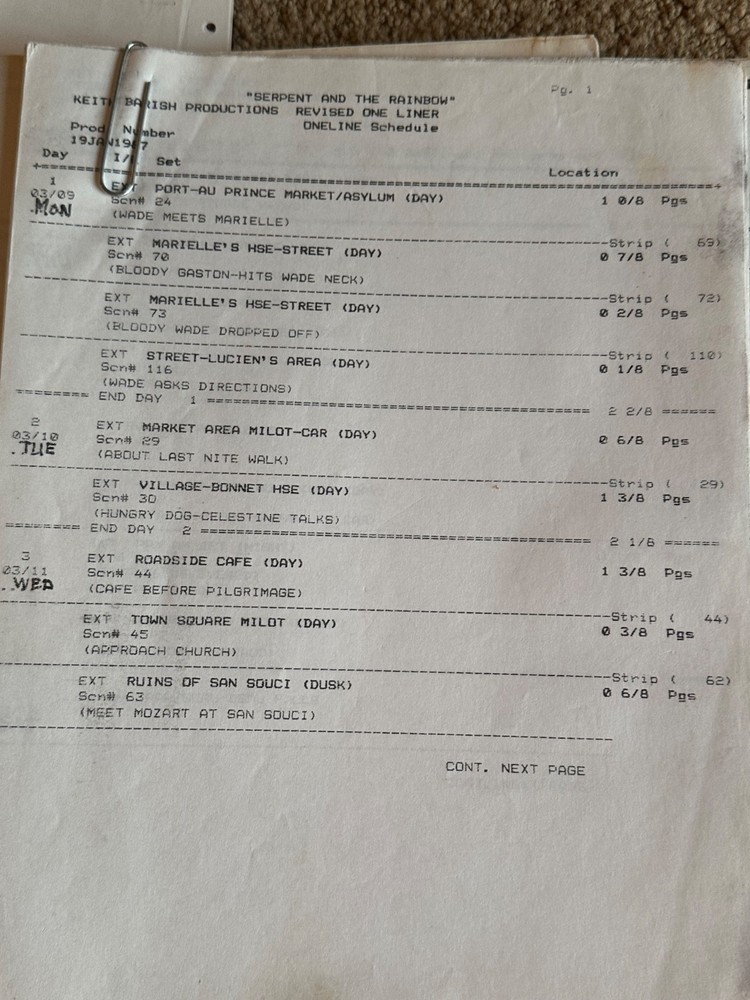 Pg. 1
"SERPENT AND THE RAINBOW"
KEITH BARISH PRODUCTIONS REVISED ONE LINER
Prod Number ONELINE Schedule
19JAN1987
Day I/ Set Location
1 EXT PORT-AU PRINCE MARKET/ASYLUM (DAY) 1 0/8 Pgs
03/09 Scn# 24
MON (WADE MEETS MARIELLE)
Strip ( 69)
EXT MARIELLE'S HSE-STREET (DAY) 0 7/8 Pgs
Scn# 70
(BLOODY GASTON-HITS WADE NECK)
Strip ( 72)
EXT MARIELLE'S HSE-STREET (DAY) 0 2/8 Pgs
Scn# 73
(BLOODY WADE DROPPED OFF)
Strip ( 110)
EXT STREET-LUCIEN'S AREA (DAY) 0 1/8 Pgs
Scn# 116
(WADE ASKS DIRECTIONS)
======== END DAY 1 ======================================== 2 2/8 ======
2 EXT MARKET AREA MILOT-CAR (DAY) 0 6/8 Pgs
03/10 Scn# 29
.TUE (ABOUT LAST NITE WALK)
Strip ( 29)
EXT VILLAGE-BONNET HSE (DAY) 1 3/8 Pgs
Scn# 30
(HUNGRY DOG-CELESTINE TALKS)
======== END DAY 2 ======================================== 2 1/8 ======
3 EXT ROADSIDE CAFE (DAY) 1 3/8 Pgs
03/11 Scn# 44
..WED (CAFE BEFORE PILGRIMAGE)
Strip ( 44)
EXT TOWN SQUARE MILOT (DAY) 0 3/8 Pgs
Scn# 45
(APPROACH CHURCH)
Strip ( 62)
EXT RUINS OF SAN SOUCI (DUSK) 0 6/8 Pgs
Scn# 63
(MEET MOZART AT SAN SOUCI)
CONT. NEXT PAGE